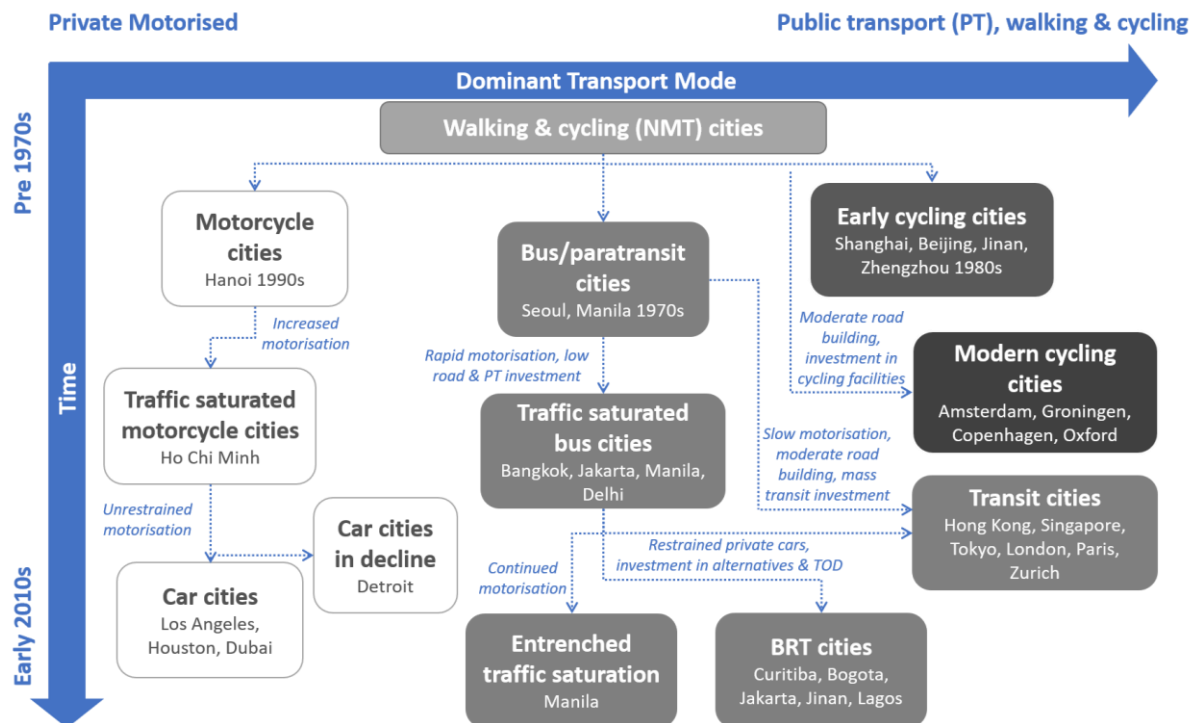 Private Motorised
Public transport (PT), walking & cycling
Dominant Transport Mode
Pre 1970s
Time
Early 2010s
Walking & cycling (NMT) cities
Motorcycle
cities
Hanoi 1990s
Bus/paratransit
cities
Seoul, Manila 1970s
Early cycling cities
Shanghai, Beijing, Jinan,
Zhengzhou 1980s
Increased
motorisation
Rapid motorisation, low
road & PT investment
Moderate road
building,
investment in
cycling facilities
Modern cycling
cities
Amsterdam, Groningen,
Copenhagen, Oxford
Traffic saturated
motorcycle cities
Ho Chi Minh
Traffic saturated
bus cities
Bangkok, Jakarta, Manila,
Delhi
Slow motorisation,
moderate road
building, mass
transit investment
Transit cities
Hong Kong, Singapore,
Tokyo, London, Paris,
Zurich
Unrestrained
motorisation
Car cities
in decline
Detroit
Car cities
Los Angeles,
Houston, Dubai
Continued
motorisation
Restrained private cars,
investment in alternatives & TOD
Entrenched
traffic saturation
Manila
BRT cities
Curitiba, Bogota,
Jakarta, Jinan, Lagos